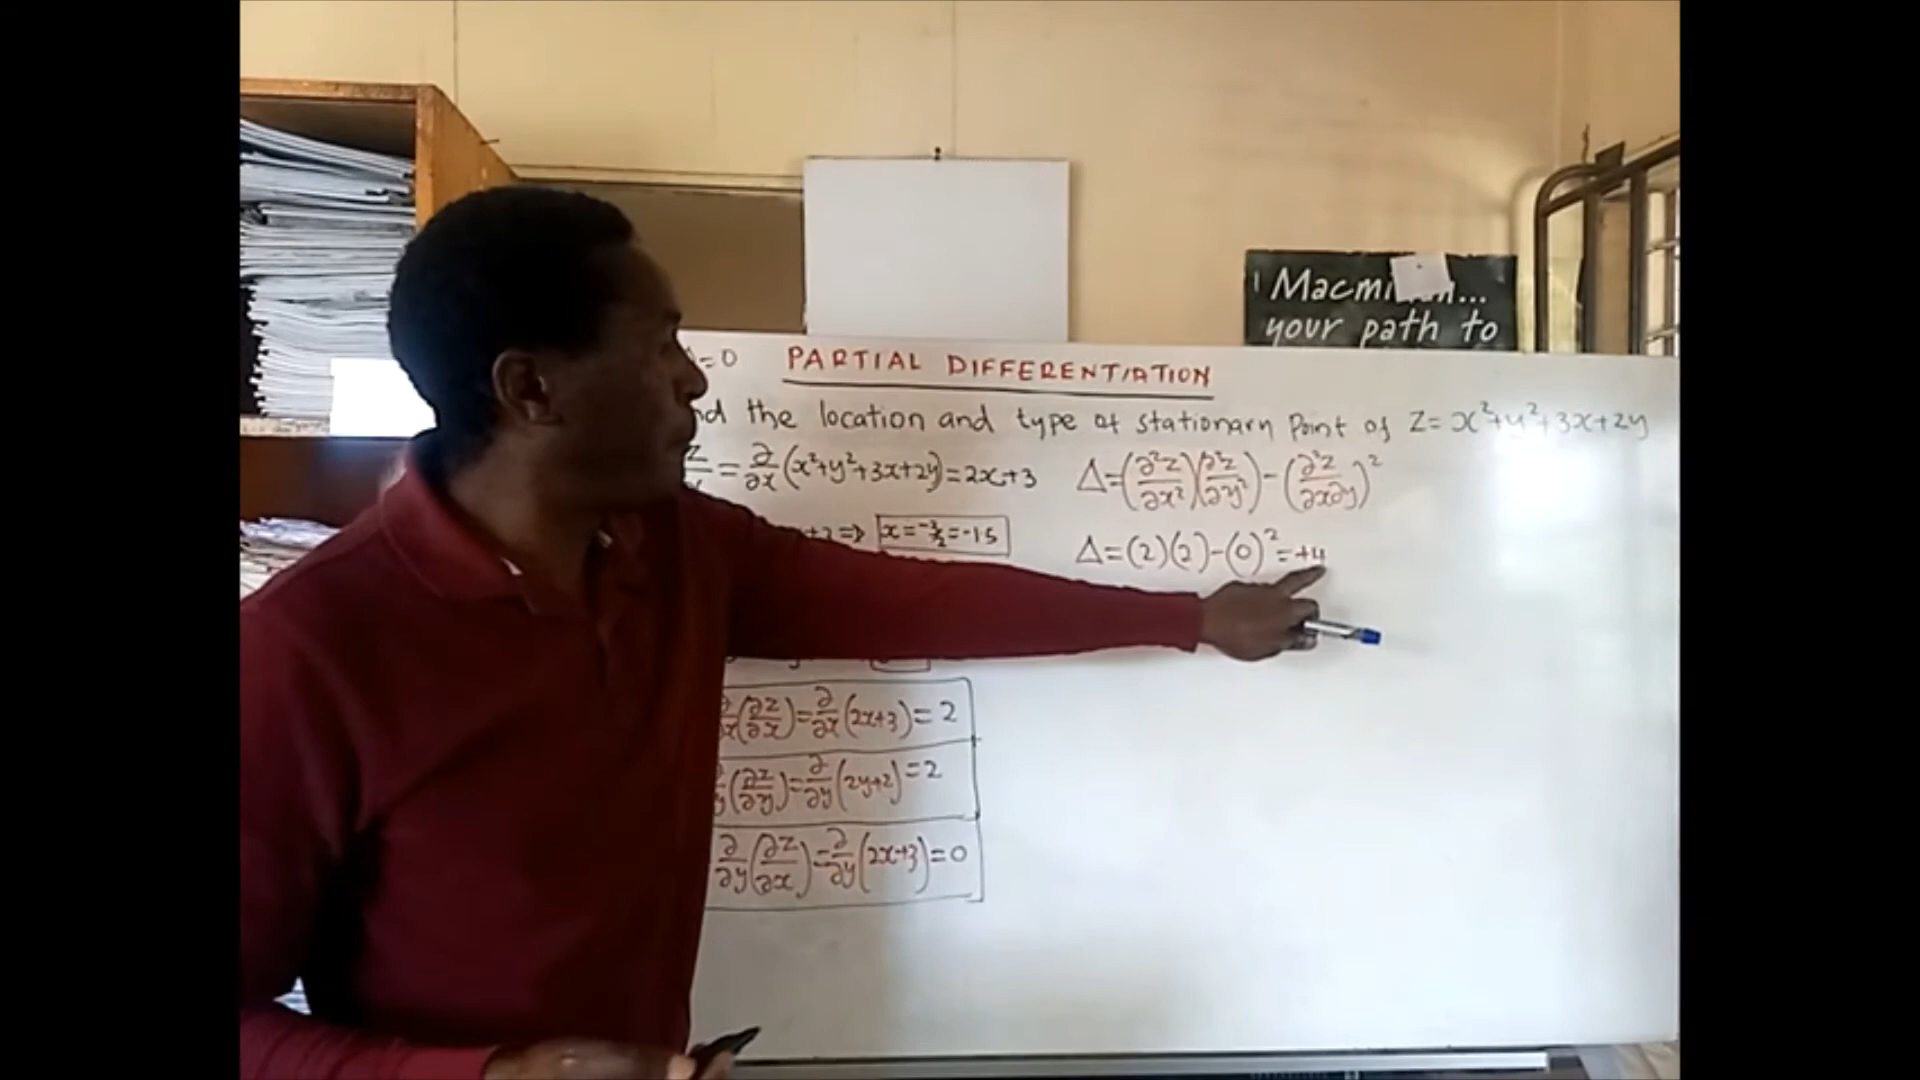 Macmi
your path to
=0 PARTIAL DIFFERENTIATION
the location and type of stationary Point of Z = x²+y²+3x+2y
= ∂/∂x (x²+y²+3x+2y) = 2x+3
Δ = (∂²z/∂x²)(∂²z/∂y²) - (∂²z/∂x∂y)²
⇒ x = -3/2 = -1.5
Δ = (2)(2) - (0)² = +4
(∂z/∂x) = ∂/∂x (2x+3) = 2
(∂z/∂y) = ∂/∂y (2y+2) = 2
∂/∂y (∂z/∂x) = ∂/∂y (2x+3) = 0